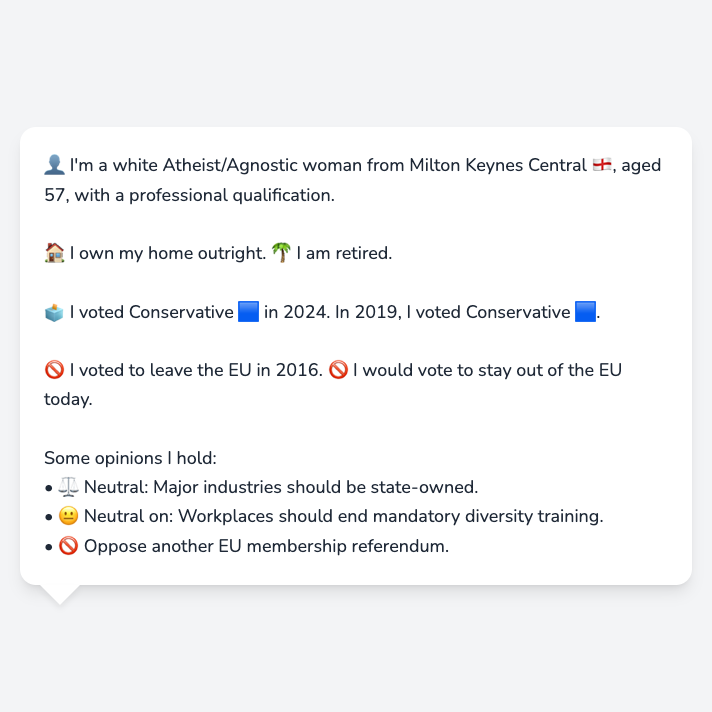 👤 I'm a white Atheist/Agnostic woman from Milton Keynes Central 🏴󠁧󠁢󠁥󠁮󠁧󠁿, aged
57, with a professional qualification.
🏠 I own my home outright. 🌴 I am retired.
🗳️ I voted Conservative 🟦 in 2024. In 2019, I voted Conservative 🟦.
🚫 I voted to leave the EU in 2016. 🚫 I would vote to stay out of the EU
today.
Some opinions I hold:
• ⚖️ Neutral: Major industries should be state-owned.
• 😐 Neutral on: Workplaces should end mandatory diversity training.
• 🚫 Oppose another EU membership referendum.